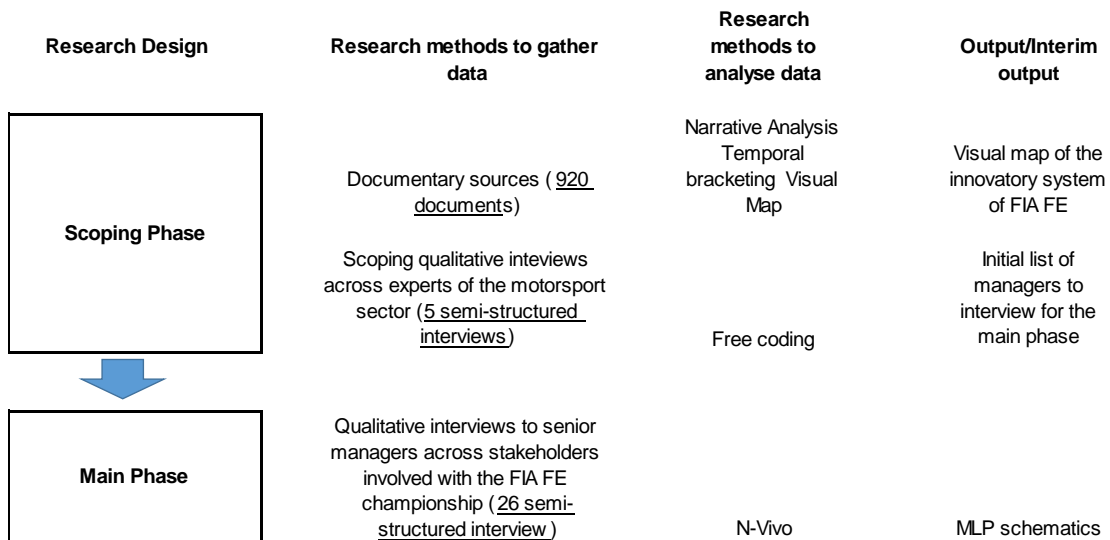 Research Design
Research methods to gather
data
Research
methods to
analyse data
Output/Interim
output
Scoping Phase
Documentary sources ( 920
documents)
Narrative Analysis
Temporal
bracketing Visual
Map
Visual map of the
innovatory system
of FIA FE
Scoping qualitative inteviews
across experts of the motorsport
sector (5 semi-structured
interviews)
Free coding
Initial list of
managers to
interview for the
main phase
Main Phase
Qualitative interviews to senior
managers across stakeholders
involved with the FIA FE
championship ( 26 semi-
structured interview )
N-Vivo
MLP schematics